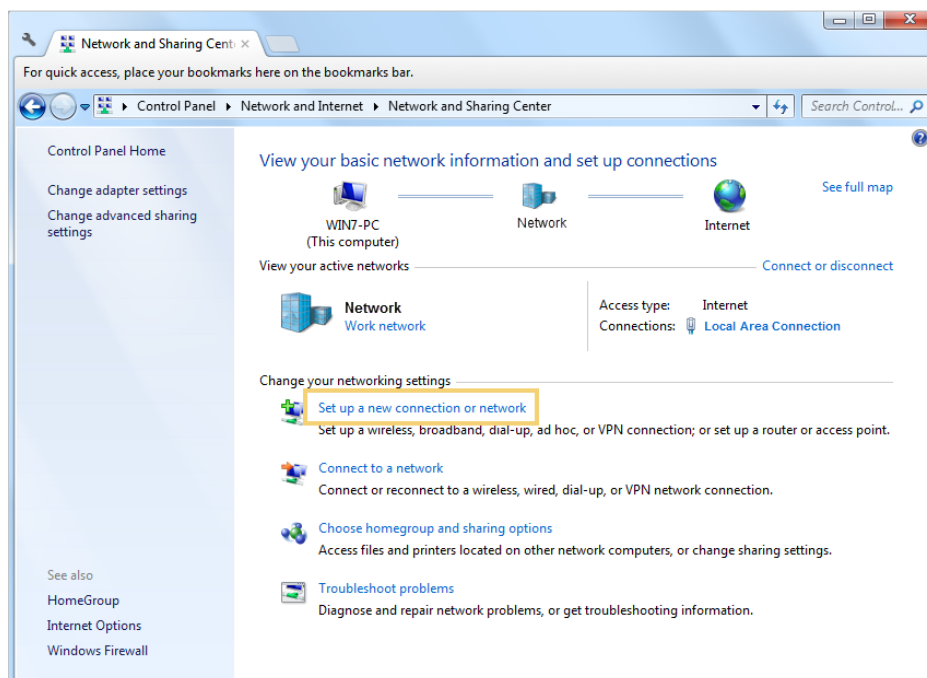 Network and Sharing Cent
For quick access, place your bookmarks here on the bookmarks bar.
Control Panel Network and Internet Network and Sharing Center
Search Control...
Control Panel Home
Change adapter settings
Change advanced sharing
settings
See also
HomeGroup
Internet Options
Windows Firewall
View your basic network information and set up connections
See full map
WIN7-PC
(This computer)
Network
Internet
View your active networks
Connect or disconnect
Network
Work network
Access type: Internet
Connections: Local Area Connection
Change your networking settings
Set up a new connection or network
Set up a wireless, broadband, dial-up, ad hoc, or VPN connection; or set up a router or access point.
Connect to a network
Connect or reconnect to a wireless, wired, dial-up, or VPN network connection.
Choose homegroup and sharing options
Access files and printers located on other network computers, or change sharing settings.
Troubleshoot problems
Diagnose and repair network problems, or get troubleshooting information.